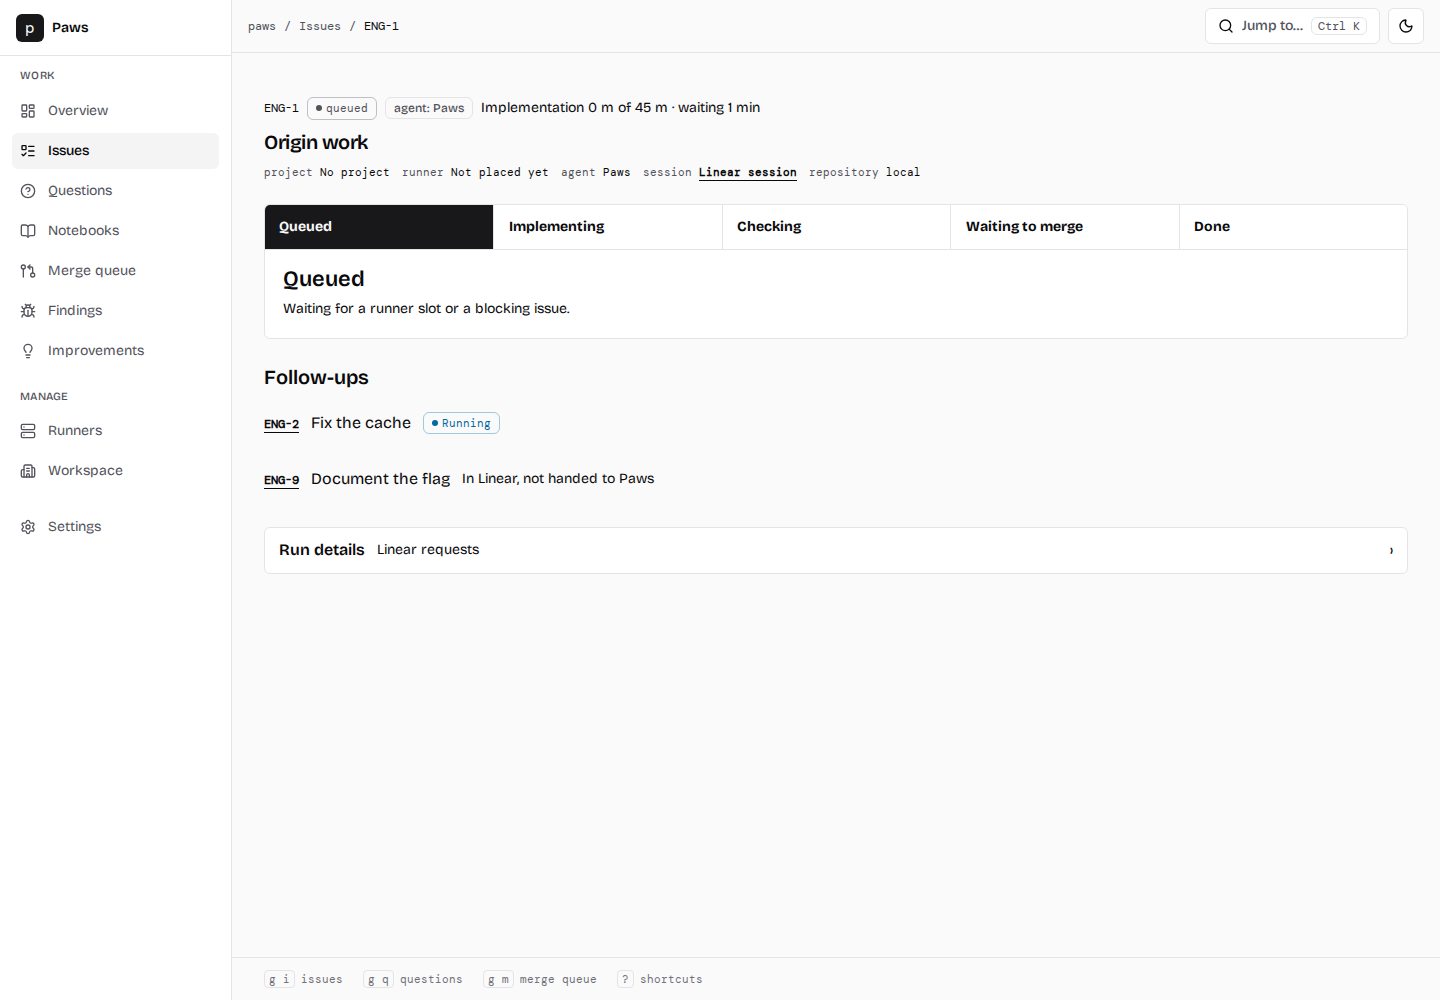 p Paws
paws / Issues / ENG-1
Jump to... Ctrl K
WORK
Overview
Issues
Questions
Notebooks
Merge queue
Findings
Improvements
MANAGE
Runners
Workspace
Settings
ENG-1 queued agent: Paws Implementation 0 m of 45 m · waiting 1 min
Origin work
project No project runner Not placed yet agent Paws session Linear session repository local
Queued Implementing Checking Waiting to merge Done
Queued
Waiting for a runner slot or a blocking issue.
Follow-ups
ENG-2 Fix the cache Running
ENG-9 Document the flag In Linear, not handed to Paws
Run details Linear requests ›
g i issues g q questions g m merge queue ? shortcuts